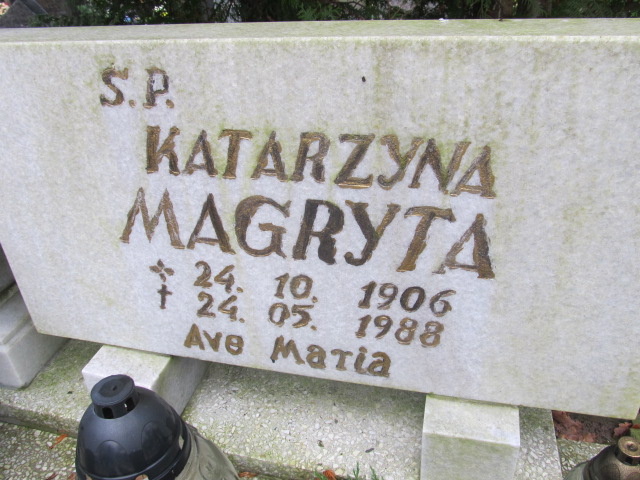 S.P.
KATARZYNA
MAGRYTA
24. 10. 1906
24. 05. 1988
Ave Maria